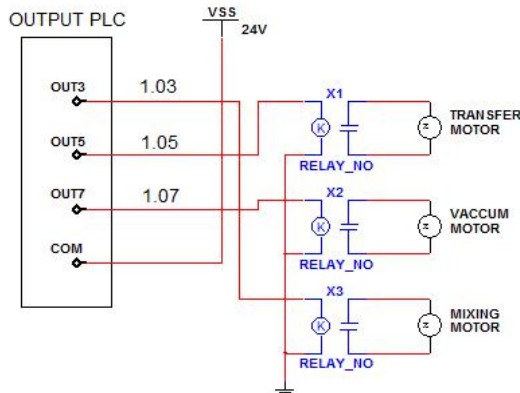 OUTPUT PLC
VSS
24V
OUT3
1.03
OUT5
1.05
OUT7
1.07
COM
X1
K
RELAY_NO
TRANSFER
MOTOR
X2
K
RELAY_NO
VACCUM
MOTOR
X3
K
RELAY_NO
MIXING
MOTOR